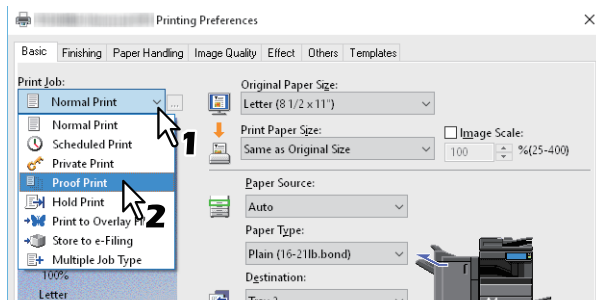 Printing Preferences
Basic Finishing Paper Handling Image Quality Effect Others Templates
Print Job:
Normal Print
...
1
Normal Print
Scheduled Print
Private Print
Proof Print
Hold Print
2
Print to Overlay
Store to e-Filing
Multiple Job Type
100%
Letter
Original Paper Size:
Letter (8 1/2 x 11")
Print Paper Size:
Same as Original Size
Image Scale:
100 %(25-400)
Paper Source:
Auto
Paper Type:
Plain (16-21lb.bond)
Destination: